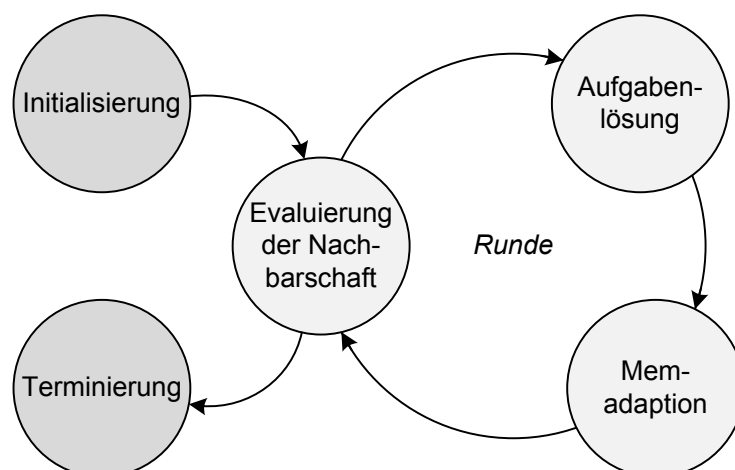 Initialisierung
Aufgaben-
lösung
Evaluierung
der Nach-
barschaft
Runde
Terminierung
Mem-
adaption